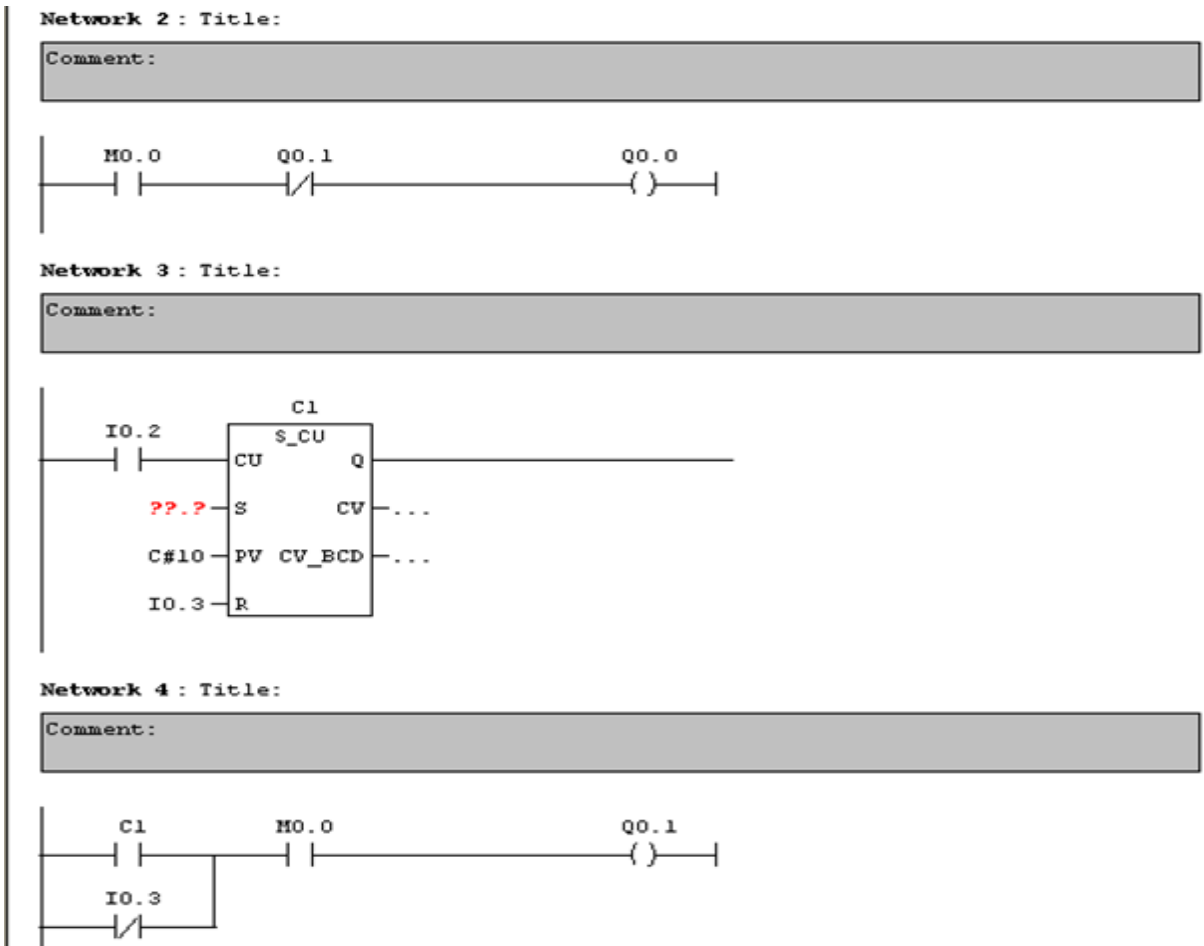 Network 2 : Title:
Comment:
M0.0 Q0.1 Q0.0
Network 3 : Title:
Comment:
C1
I0.2 S_CU
CU Q
??.? S CV ...
C#10 PV CV_BCD ...
I0.3 R
Network 4 : Title:
Comment:
C1 M0.0 Q0.1
I0.3